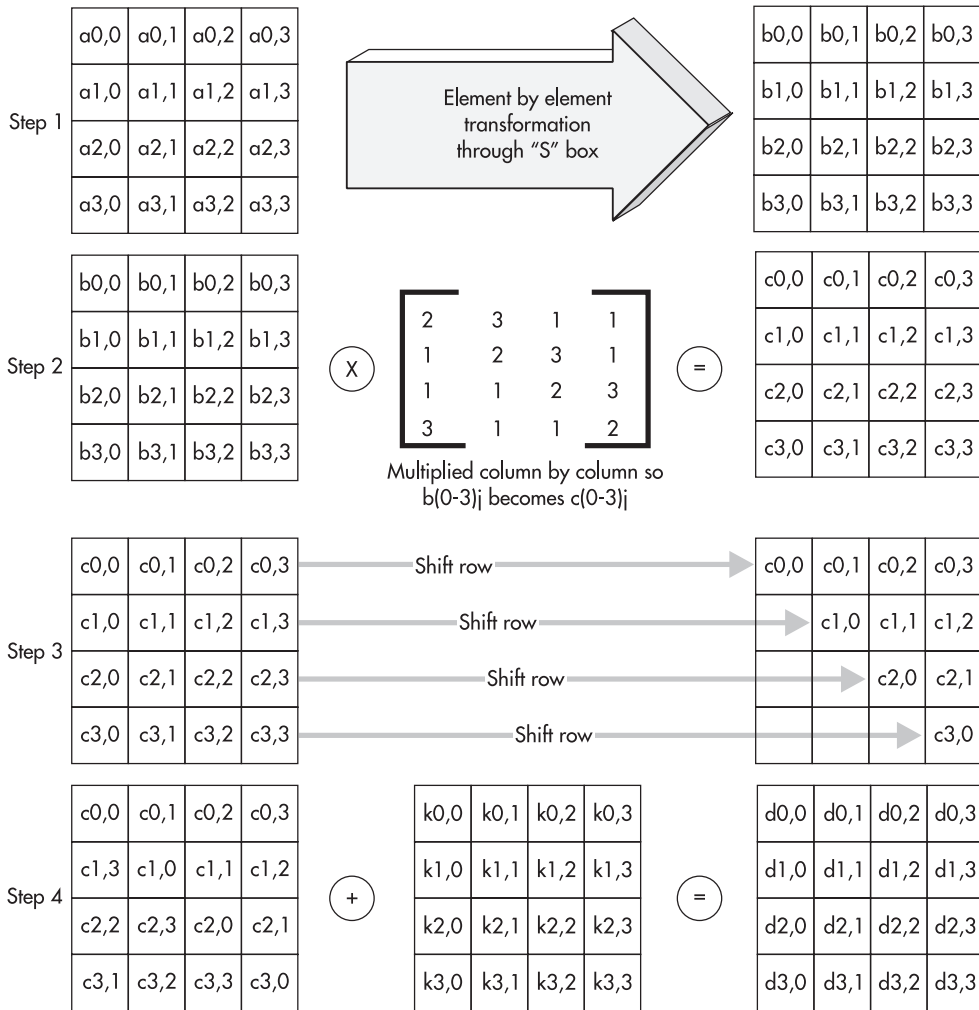 Step 1
a0,0 a0,1 a0,2 a0,3
a1,0 a1,1 a1,2 a1,3
a2,0 a2,1 a2,2 a2,3
a3,0 a3,1 a3,2 a3,3
Element by element
transformation
through “S” box
b0,0 b0,1 b0,2 b0,3
b1,0 b1,1 b1,2 b1,3
b2,0 b2,1 b2,2 b2,3
b3,0 b3,1 b3,2 b3,3
Step 2
b0,0 b0,1 b0,2 b0,3
b1,0 b1,1 b1,2 b1,3
b2,0 b2,1 b2,2 b2,3
b3,0 b3,1 b3,2 b3,3
X
2 3 1 1
1 2 3 1
1 1 2 3
3 1 1 2
Multiplied column by column so
b(0-3)j becomes c(0-3)j
=
c0,0 c0,1 c0,2 c0,3
c1,0 c1,1 c1,2 c1,3
c2,0 c2,1 c2,2 c2,3
c3,0 c3,1 c3,2 c3,3
Step 3
c0,0 c0,1 c0,2 c0,3
c1,0 c1,1 c1,2 c1,3
c2,0 c2,1 c2,2 c2,3
c3,0 c3,1 c3,2 c3,3
Shift row
Shift row
Shift row
Shift row
c0,0 c0,1 c0,2 c0,3
c1,0 c1,1 c1,2
c2,0 c2,1
c3,0
Step 4
c0,0 c0,1 c0,2 c0,3
c1,3 c1,0 c1,1 c1,2
c2,2 c2,3 c2,0 c2,1
c3,1 c3,2 c3,3 c3,0
+
k0,0 k0,1 k0,2 k0,3
k1,0 k1,1 k1,2 k1,3
k2,0 k2,1 k2,2 k2,3
k3,0 k3,1 k3,2 k3,3
=
d0,0 d0,1 d0,2 d0,3
d1,0 d1,1 d1,2 d1,3
d2,0 d2,1 d2,2 d2,3
d3,0 d3,1 d3,2 d3,3